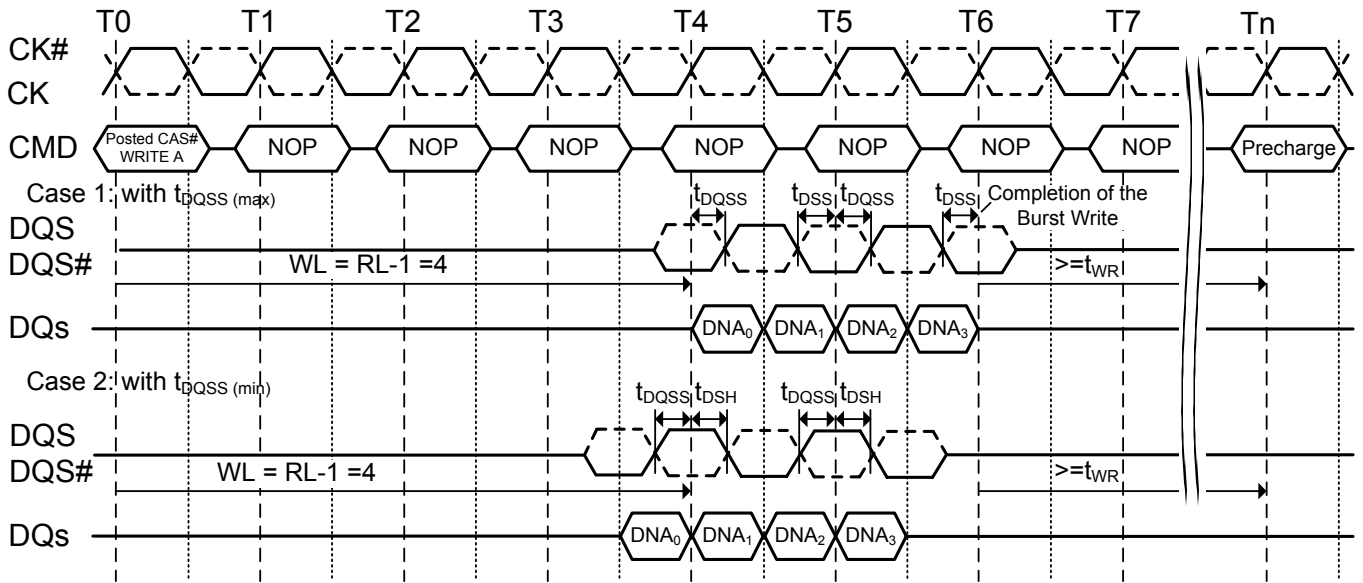 T0 T1 T2 T3 T4 T5 T6 T7 Tn
CK#
CK
CMD Posted CAS# WRITE A NOP NOP NOP NOP NOP NOP NOP Precharge
Case 1: with tDQSS (max) tDQSS tDSS tDQSS tDSS Completion of the Burst Write
DQS
DQS# WL = RL-1 =4 >=tWR
DQs DNA0 DNA1 DNA2 DNA3
Case 2: with tDQSS (min) tDQSS tDSH tDQSS tDSH
DQS
DQS# WL = RL-1 =4 >=tWR
DQs DNA0 DNA1 DNA2 DNA3